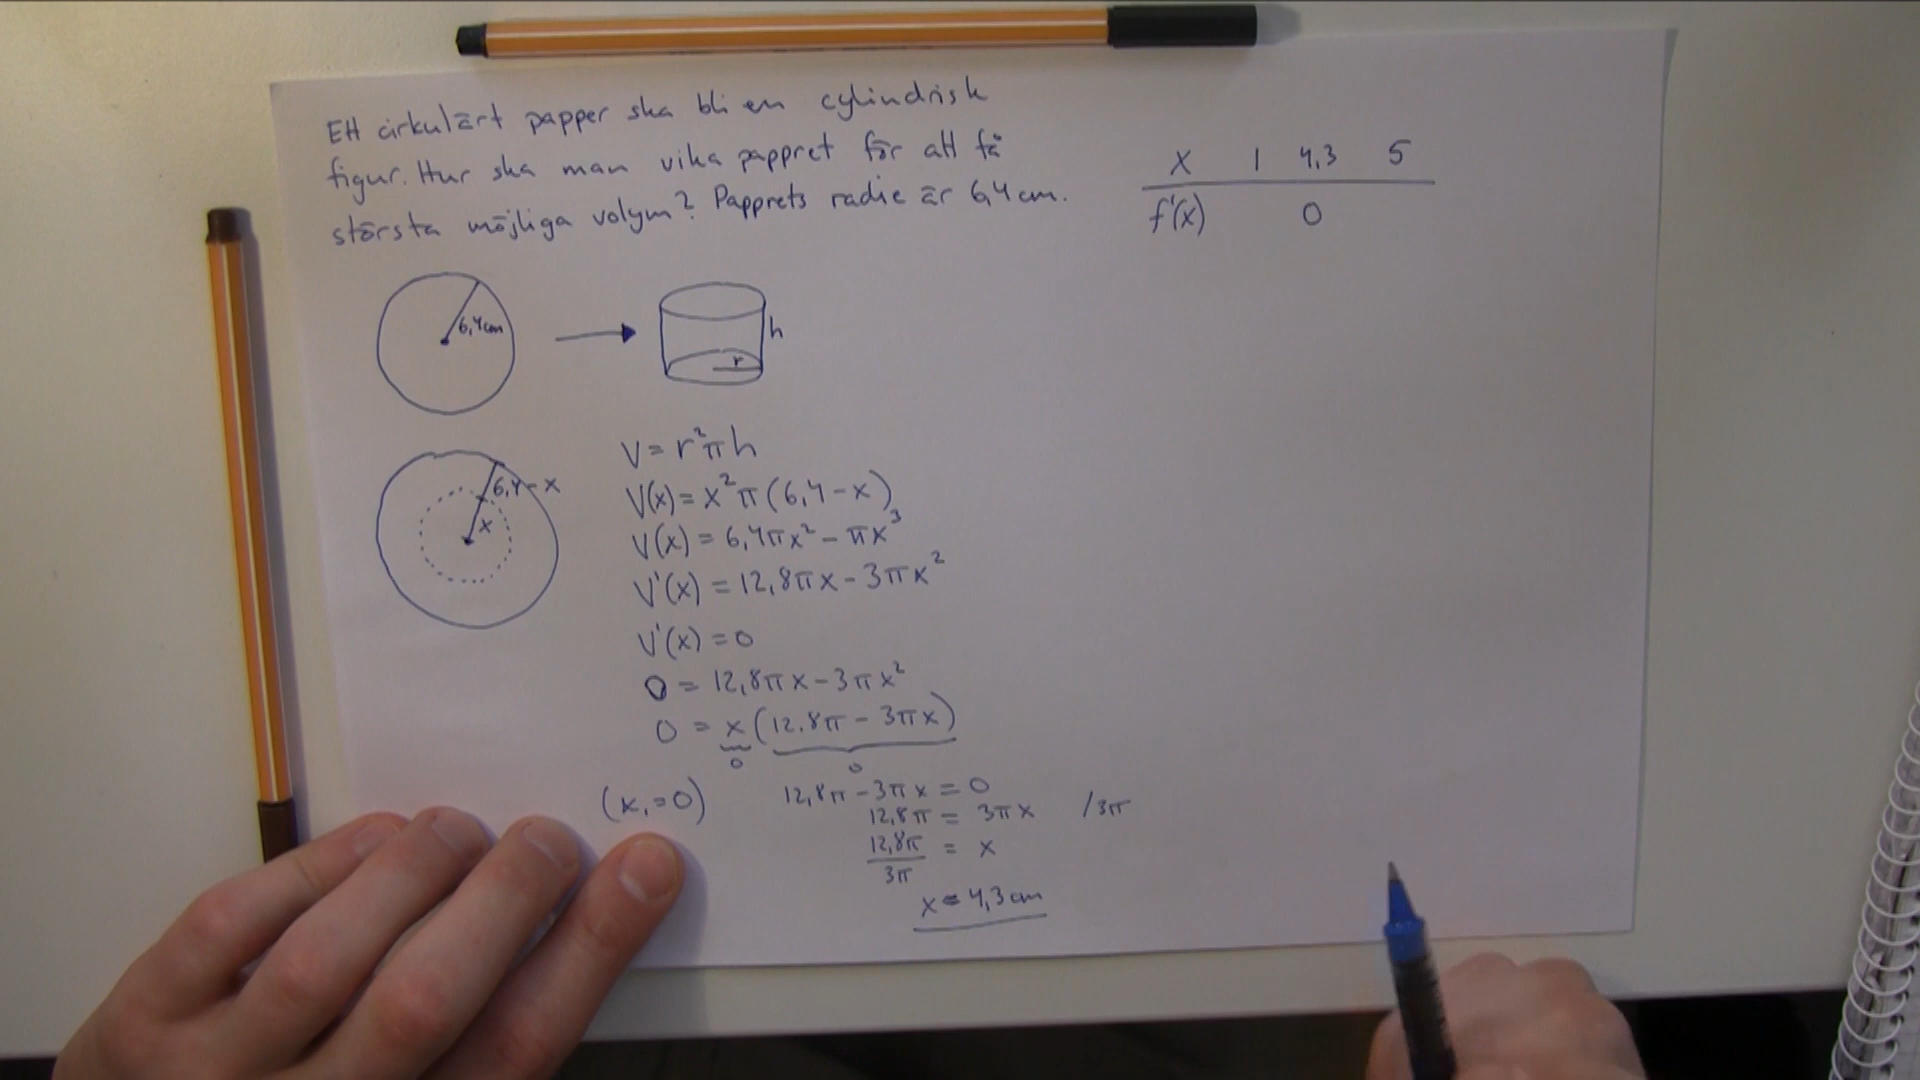 Ett cirkulärt papper ska bli en cylindrisk
figur. Hur ska man vika pappret för att få
största möjliga volym? Papprets radie är 6,4 cm.
x 1 4,3 5
f'(x) 0
6,4cm
h
r
6,4-x
x
V = r²πh
V(x) = x²π(6,4-x)
V(x) = 6,4πx² - πx³
V'(x) = 12,8πx - 3πx²
V'(x) = 0
0 = 12,8πx - 3πx²
0 = x(12,8π - 3πx)
0 0
(x₁=0)
12,8π - 3πx = 0
12,8π = 3πx /3π
12,8π/3π = x
x = 4,3 cm